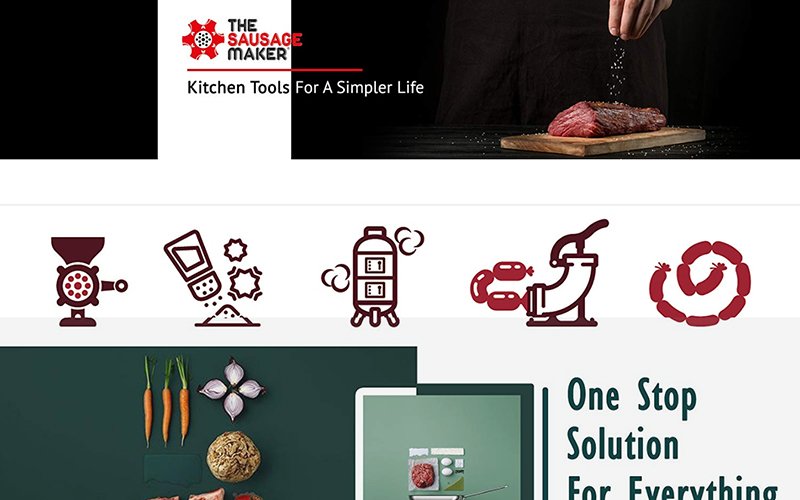 THE
SAUSAGE
MAKER
Kitchen Tools For A Simpler Life
One Stop
Solution
For Everything